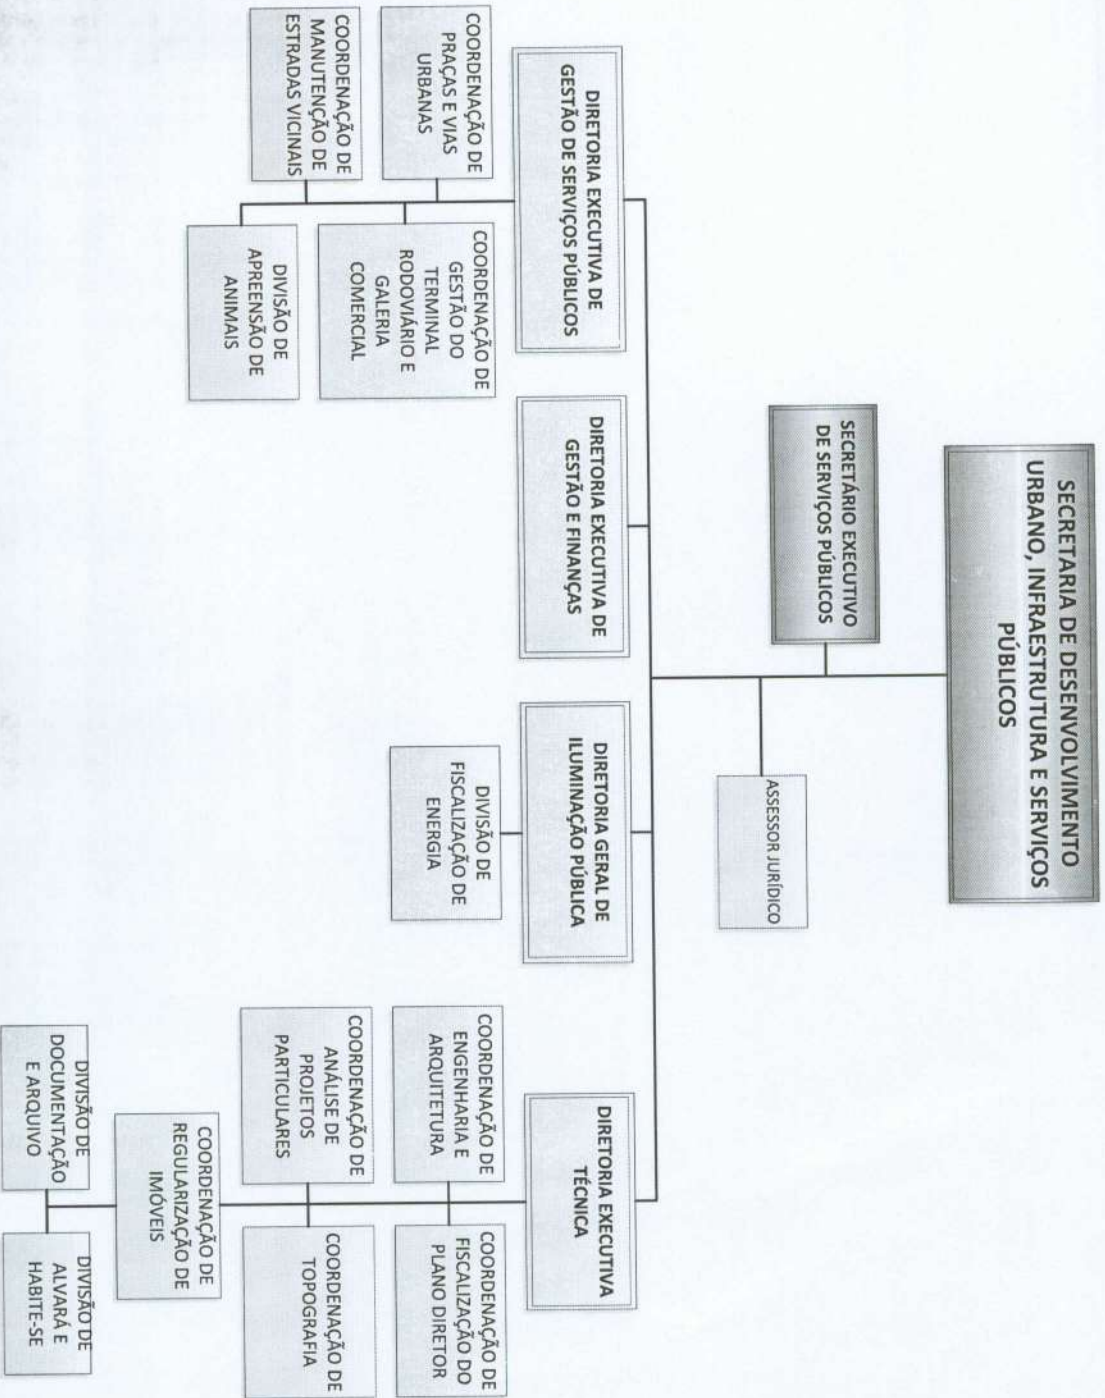 SECRETARIA DE DESENVOLVIMENTO
URBANO, INFRAESTRUTURA E SERVIÇOS
PÚBLICOS
SECRETÁRIO EXECUTIVO
DE SERVIÇOS PÚBLICOS
ASSESSOR JURÍDICO
DIRETORIA EXECUTIVA DE
GESTÃO DE SERVIÇOS PÚBLICOS
DIRETORIA EXECUTIVA DE
GESTÃO E FINANÇAS
DIRETORIA GERAL DE
ILUMINAÇÃO PÚBLICA
DIRETORIA EXECUTIVA
TÉCNICA
COORDENAÇÃO DE
PRAÇAS E VIAS
URBANAS
COORDENAÇÃO DE
GESTÃO DO
TERMINAL
RODOVIÁRIO E
GALERIA
COMERCIAL
COORDENAÇÃO DE
MANUTENÇÃO DE
ESTRADAS VICINAIS
DIVISÃO DE
APREENSÃO DE
ANIMAIS
DIVISÃO DE
FISCALIZAÇÃO DE
ENERGIA
COORDENAÇÃO DE
ENGENHARIA E
ARQUITETURA
COORDENAÇÃO DE
FISCALIZAÇÃO DO
PLANO DIRETOR
COORDENAÇÃO DE
ANÁLISE DE
PROJETOS
PARTICULARES
COORDENAÇÃO DE
TOPOGRAFIA
COORDENAÇÃO DE
REGULARIZAÇÃO DE
IMÓVEIS
DIVISÃO DE
DOCUMENTAÇÃO
E ARQUIVO
DIVISÃO DE
ALVARÁ E
HABITE-SE